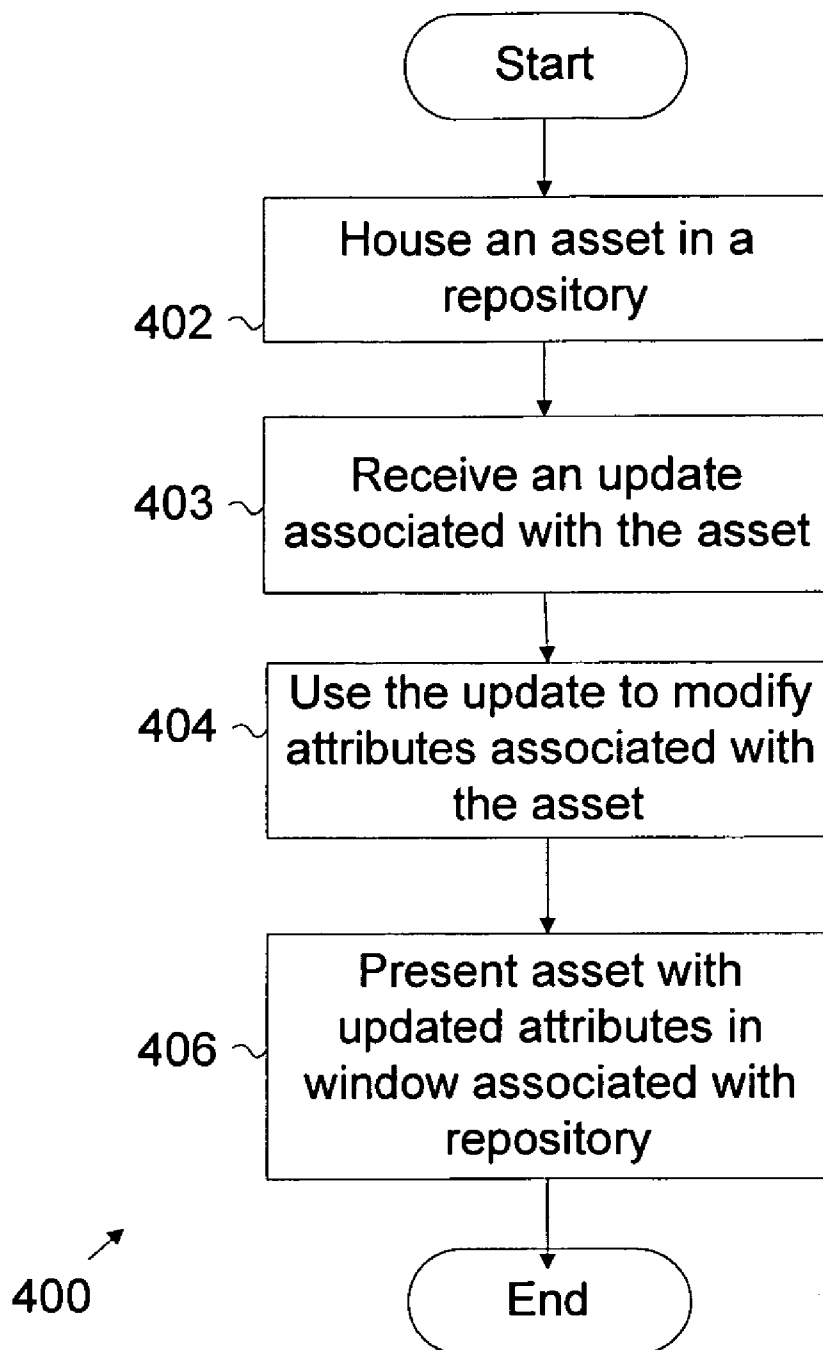 Start
House an asset in a
repository
402
Receive an update
associated with the asset
403
Use the update to modify
attributes associated with
the asset
404
Present asset with
updated attributes in
window associated with
repository
406
400
End